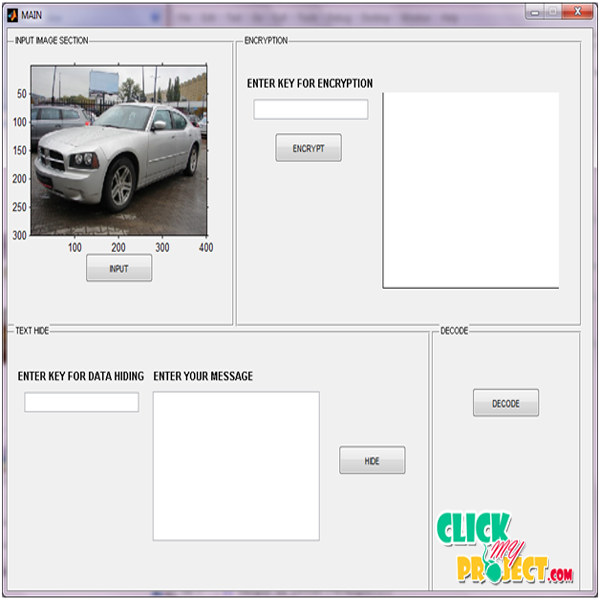 MAIN
INPUT IMAGE SECTION
50
100
150
200
250
300
100 200 300 400
INPUT
ENCRYPTION
ENTER KEY FOR ENCRYPTION
ENCRYPT
TEXT HIDE
ENTER KEY FOR DATA HIDING
ENTER YOUR MESSAGE
HIDE
DECODE
DECODE
CLICK
my
PROJECT.COM